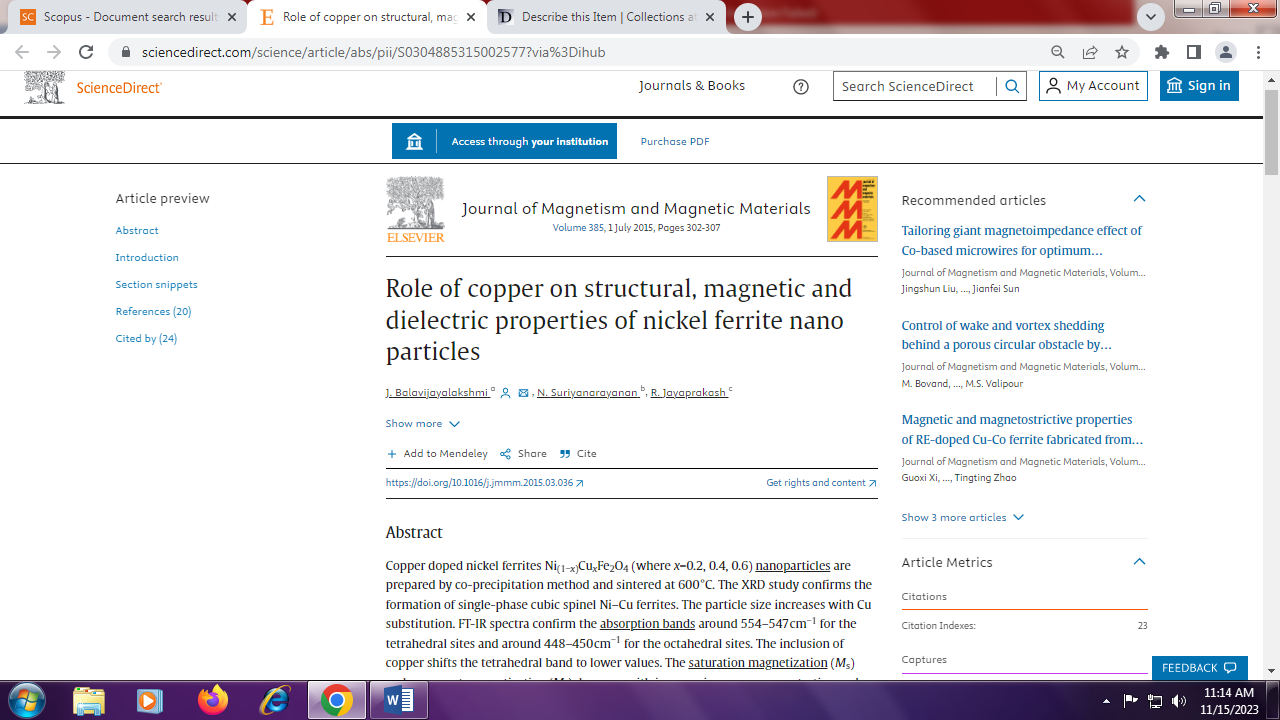 Scopus - Document search result
Role of copper on structural, mag
Describe this Item | Collections at
sciencedirect.com/science/article/abs/pii/S0304885315002577?via%3Dihub
ScienceDirect
Journals & Books
Search ScienceDirect
My Account
Sign in
Access through your institution
Purchase PDF
Article preview
Abstract
Introduction
Section snippets
References (20)
Cited by (24)
ELSEVIER
Journal of Magnetism and Magnetic Materials
Volume 385, 1 July 2015, Pages 302-307
Role of copper on structural, magnetic and
dielectric properties of nickel ferrite nano
particles
J. Balavijayalakshmi a , N. Suriyanarayanan b, R. Jayaprakash c
Show more
Add to Mendeley Share Cite
https://doi.org/10.1016/j.jmmm.2015.03.036
Get rights and content
Abstract
Copper doped nickel ferrites Ni(1−x)CuxFe2O4 (where x=0.2, 0.4, 0.6) nanoparticles are
prepared by co-precipitation method and sintered at 600°C. The XRD study confirms the
formation of single-phase cubic spinel Ni–Cu ferrites. The particle size increases with Cu
substitution. FT-IR spectra confirm the absorption bands around 554–547cm−1 for the
tetrahedral sites and around 448–450cm−1 for the octahedral sites. The inclusion of
copper shifts the tetrahedral band to lower values. The saturation magnetization (Ms)
Recommended articles
Tailoring giant magnetoimpedance effect of
Co-based microwires for optimum…
Journal of Magnetism and Magnetic Materials, Volum…
Jingshun Liu, …, Jianfei Sun
Control of wake and vortex shedding
behind a porous circular obstacle by…
Journal of Magnetism and Magnetic Materials, Volum…
M. Bovand, …, M.S. Valipour
Magnetic and magnetostrictive properties
of RE-doped Cu-Co ferrite fabricated from…
Journal of Magnetism and Magnetic Materials, Volum…
Guoxi Xi, …, Tingting Zhao
Show 3 more articles
Article Metrics
Citations
Citation Indexes: 23
Captures
FEEDBACK
11:14 AM
11/15/2023